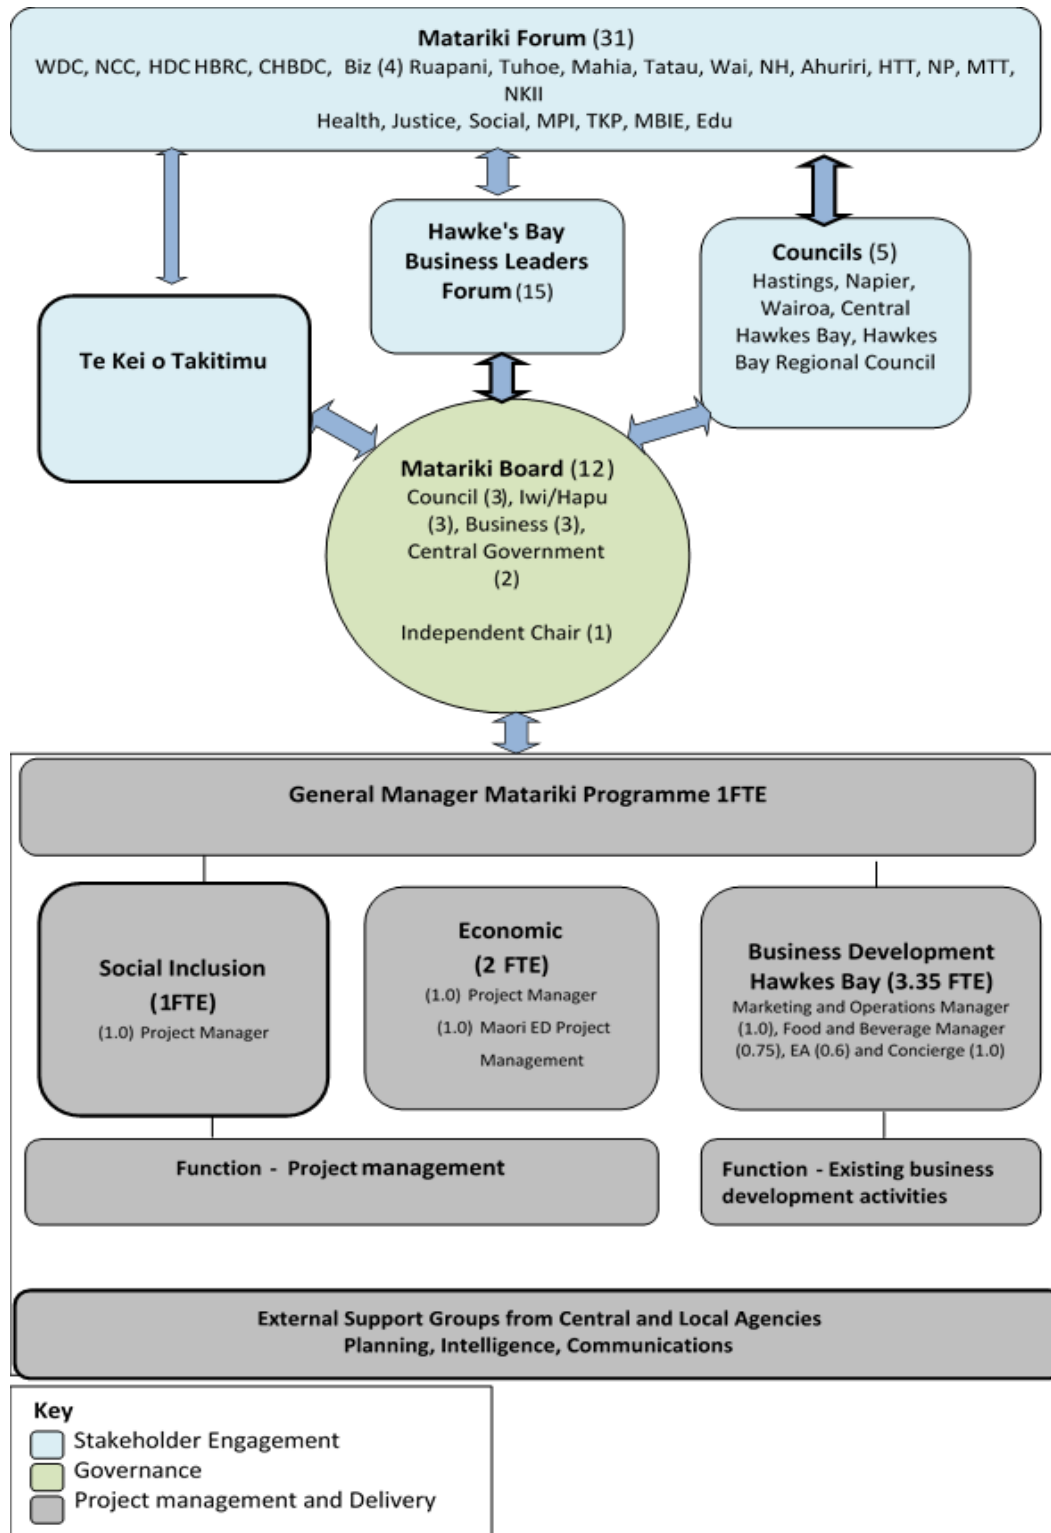 Matariki Forum (31)
WDC, NCC, HDC HBRC, CHBDC, Biz (4) Ruapani, Tuhoe, Mahia, Tatau, Wai, NH, Ahuriri, HTT, NP, MTT,
NKII
Health, Justice, Social, MPI, TKP, MBIE, Edu
Te Kei o Takitimu
Hawke's Bay
Business Leaders
Forum (15)
Councils (5)
Hastings, Napier,
Wairoa, Central
Hawkes Bay, Hawkes
Bay Regional Council
Matariki Board (12)
Council (3), Iwi/Hapu
(3), Business (3),
Central Government
(2)
Independent Chair (1)
General Manager Matariki Programme 1FTE
Social Inclusion
(1FTE)
(1.0) Project Manager
Economic
(2 FTE)
(1.0) Project Manager
(1.0) Maori ED Project
Management
Business Development
Hawkes Bay (3.35 FTE)
Marketing and Operations Manager
(1.0), Food and Beverage Manager
(0.75), EA (0.6) and Concierge (1.0)
Function - Project management
Function - Existing business
development activities
External Support Groups from Central and Local Agencies
Planning, Intelligence, Communications
Key
Stakeholder Engagement
Governance
Project management and Delivery